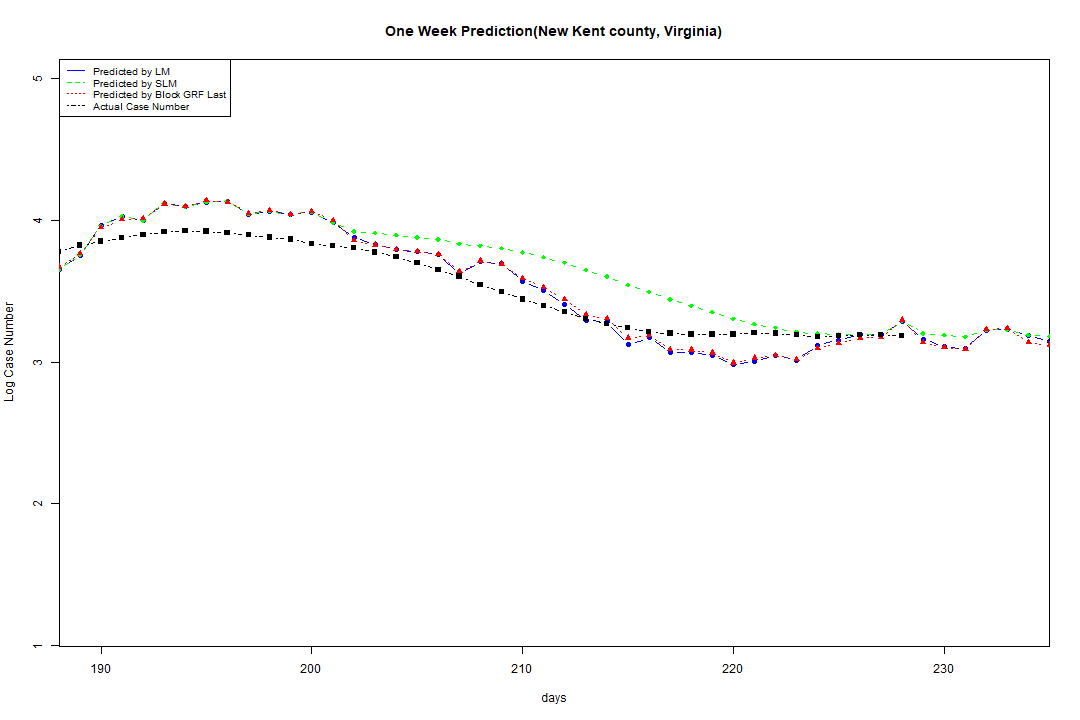 One Week Prediction(New Kent county, Virginia)
Predicted by LM
Predicted by SLM
Predicted by Block GRF Last
Actual Case Number
5
4
3
2
1
Log Case Number
190 200 210 220 230
days